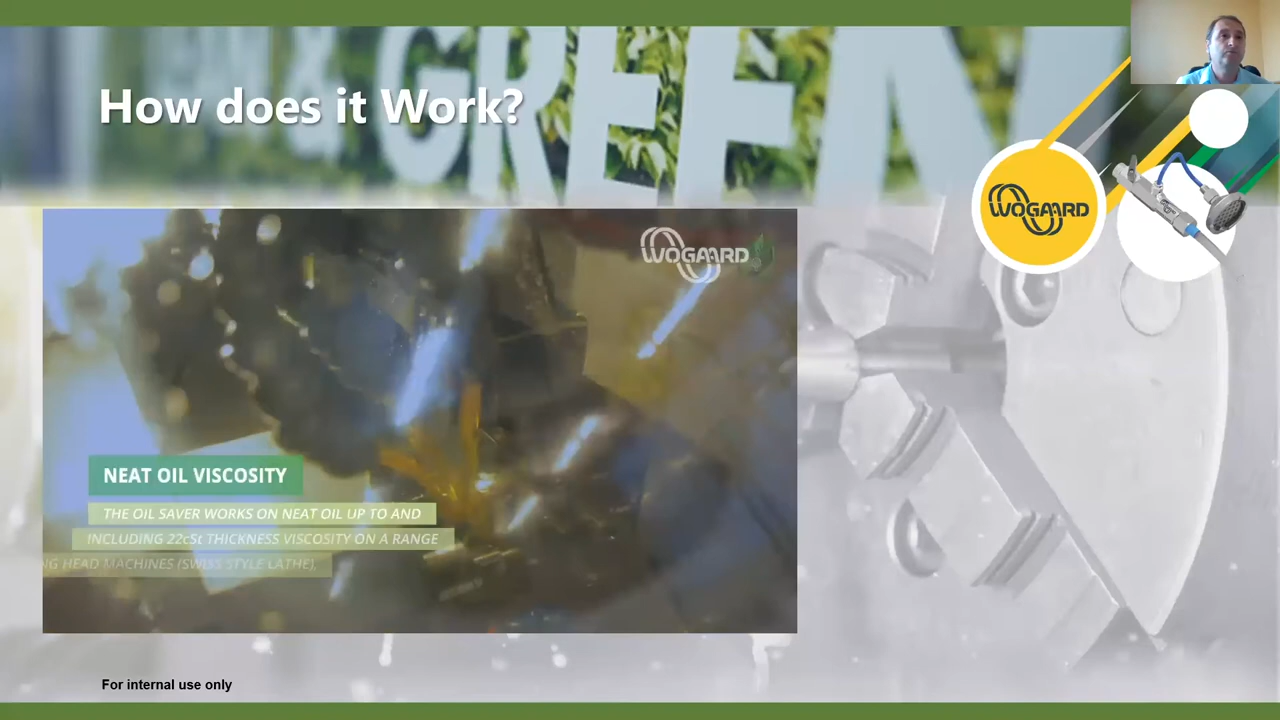 & GREEN
How does it Work?
WOGAARD
WOGAARD
NEAT OIL VISCOSITY
THE OIL SAVER WORKS ON NEAT OIL UP TO AND
INCLUDING 22cSt THICKNESS VISCOSITY ON A RANGE
HEAD MACHINES (SWISS STYLE LATHE),
For internal use only